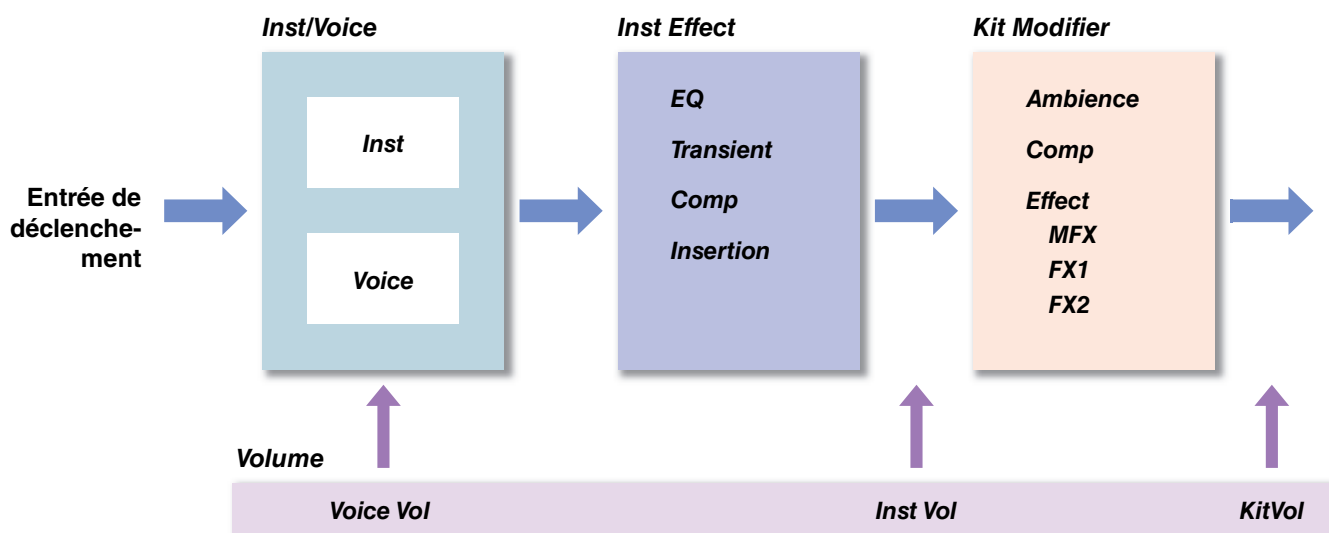 Inst/Voice
Inst Effect
Kit Modifier
Entrée de
déclenche-
ment
Inst
Voice
EQ
Transient
Comp
Insertion
Ambience
Comp
Effect
MFX
FX1
FX2
Volume
Voice Vol
Inst Vol
KitVol